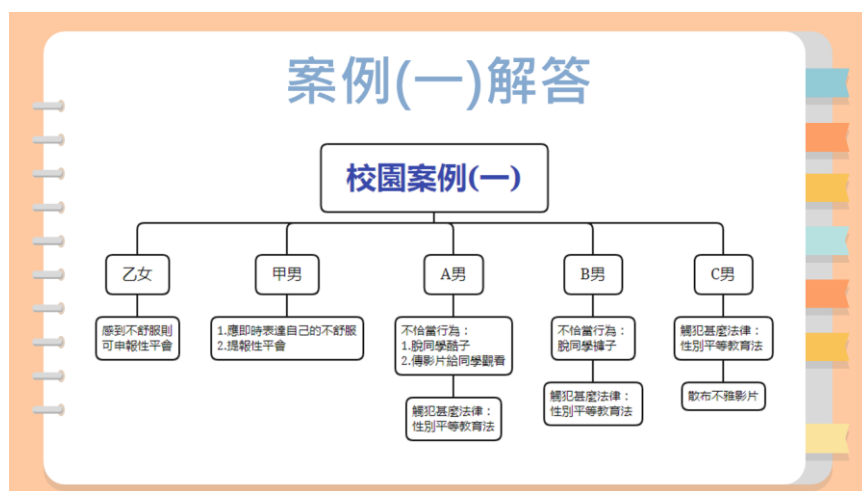 案例(一)解答
校園案例(一)
乙女
甲男
A男
B男
C男
感到不舒服則
可申報性平會
1.應即時表達自己的不舒服
2.提報性平會
不恰當行為：
1.脫同學酷子
2.傳影片給同學觀看
觸犯甚麼法律：
性別平等教育法
不恰當行為：
脫同學褲子
觸犯甚麼法律：
性別平等教育法
觸犯甚麼法律：
性別平等教育法
散布不雅影片